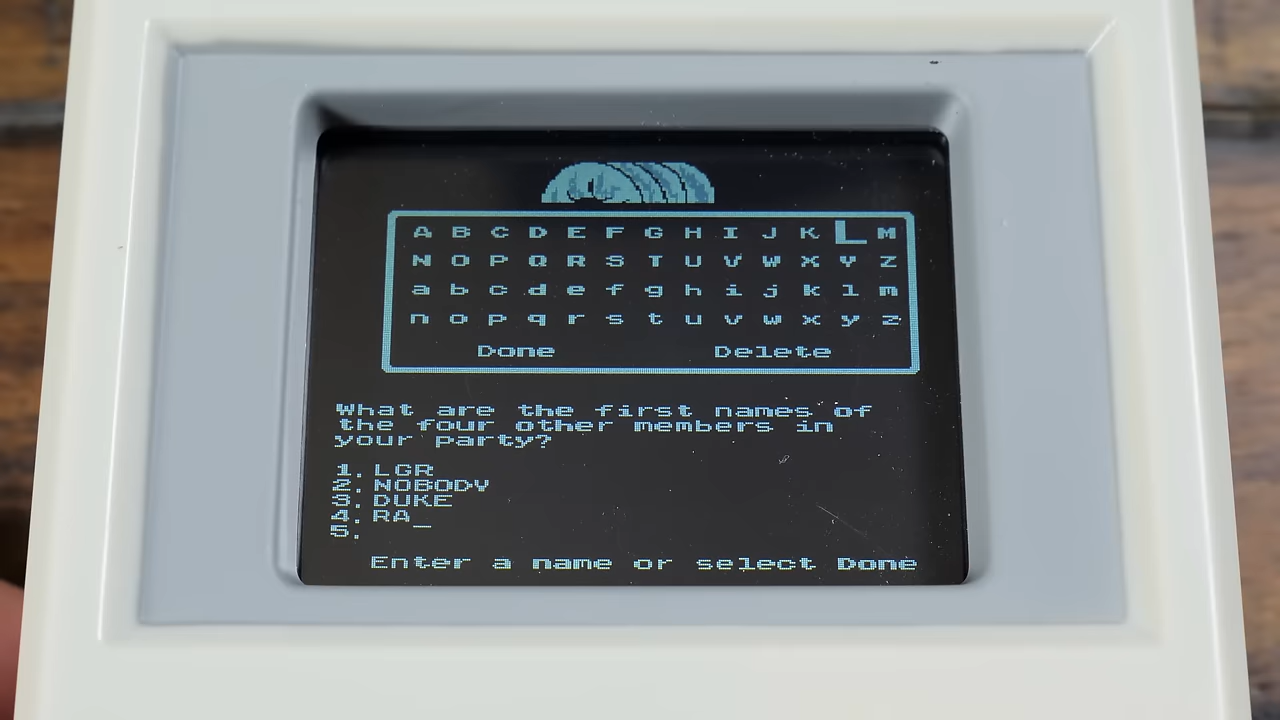 A B C D E F G H I J K L M
N O P Q R S T U V W X Y Z
a b c d e f g h i j k l m
n o p q r s t u v w x y z
Done Delete
What are the first names of
the four other members in
your party?
1. LGR
2. NOBODY
3. DUKE
4. RA_
5.
Enter a name or select Done